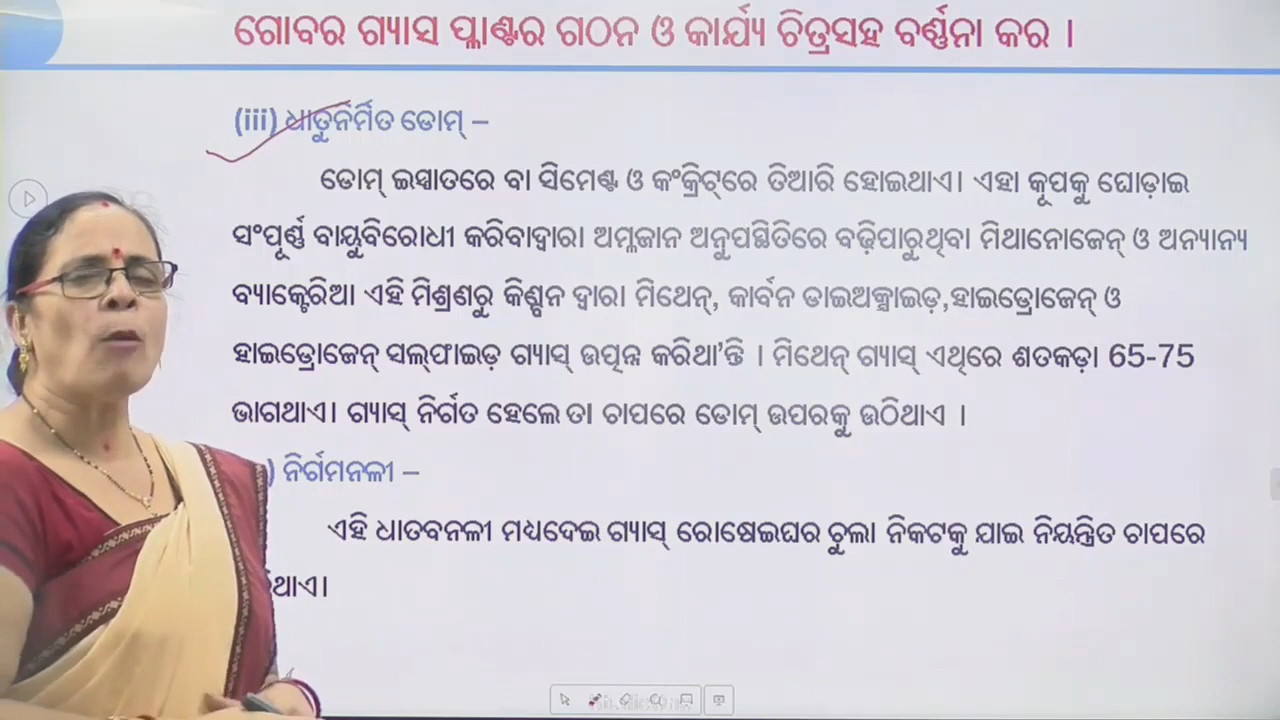 ଗୋବର ଗ୍ୟାସ ପ୍ଳାଣ୍ଟର ଗଠନ ଓ କାର୍ଯ୍ୟ ଚିତ୍ରସହ ବର୍ଣ୍ଣନା କର ।
(iii) ଧାତୁନିର୍ମିତ ଡୋମ୍ –
ଡୋମ୍ ଇସ୍ପାତରେ ବା ସିମେଣ୍ଟ ଓ କଂକ୍ରିଟ୍‌ରେ ତିଆରି ହୋଇଥାଏ। ଏହା କୂପକୁ ଘୋଡ଼ାଇ
ସଂପୂର୍ଣ୍ଣ ବାୟୁବିରୋଧୀ କରିବାଦ୍ୱାରା ଅମ୍ଳଜାନ ଅନୁପସ୍ଥିତିରେ ବଢ଼ିପାରୁଥିବା ମିଥାନୋଜେନ୍ ଓ ଅନ୍ୟାନ୍ୟ
ବ୍ୟାକ୍ଟେରିଆ ଏହି ମିଶ୍ରଣରୁ କିଣ୍ୱନ ଦ୍ୱାରା ମିଥେନ୍, କାର୍ବନ ଡାଇଅକ୍ସାଇଡ଼,ହାଇଡ୍ରୋଜେନ୍ ଓ
ହାଇଡ୍ରୋଜେନ୍ ସଲ୍‌ଫାଇଡ଼ ଗ୍ୟାସ୍ ଉତ୍ପନ୍ନ କରିଥା’ନ୍ତି । ମିଥେନ୍ ଗ୍ୟାସ୍ ଏଥିରେ ଶତକଡ଼ା 65-75
ଭାଗଥାଏ। ଗ୍ୟାସ୍ ନିର୍ଗତ ହେଲେ ତା ଚାପରେ ଡୋମ୍ ଉପରକୁ ଉଠିଥାଏ ।
) ନିର୍ଗମନଳୀ –
ଏହି ଧାତବନଳୀ ମଧ୍ୟଦେଇ ଗ୍ୟାସ୍ ରୋଷେଇଘର ଚୁଲା ନିକଟକୁ ଯାଇ ନିୟନ୍ତ୍ରିତ ଚାପରେ